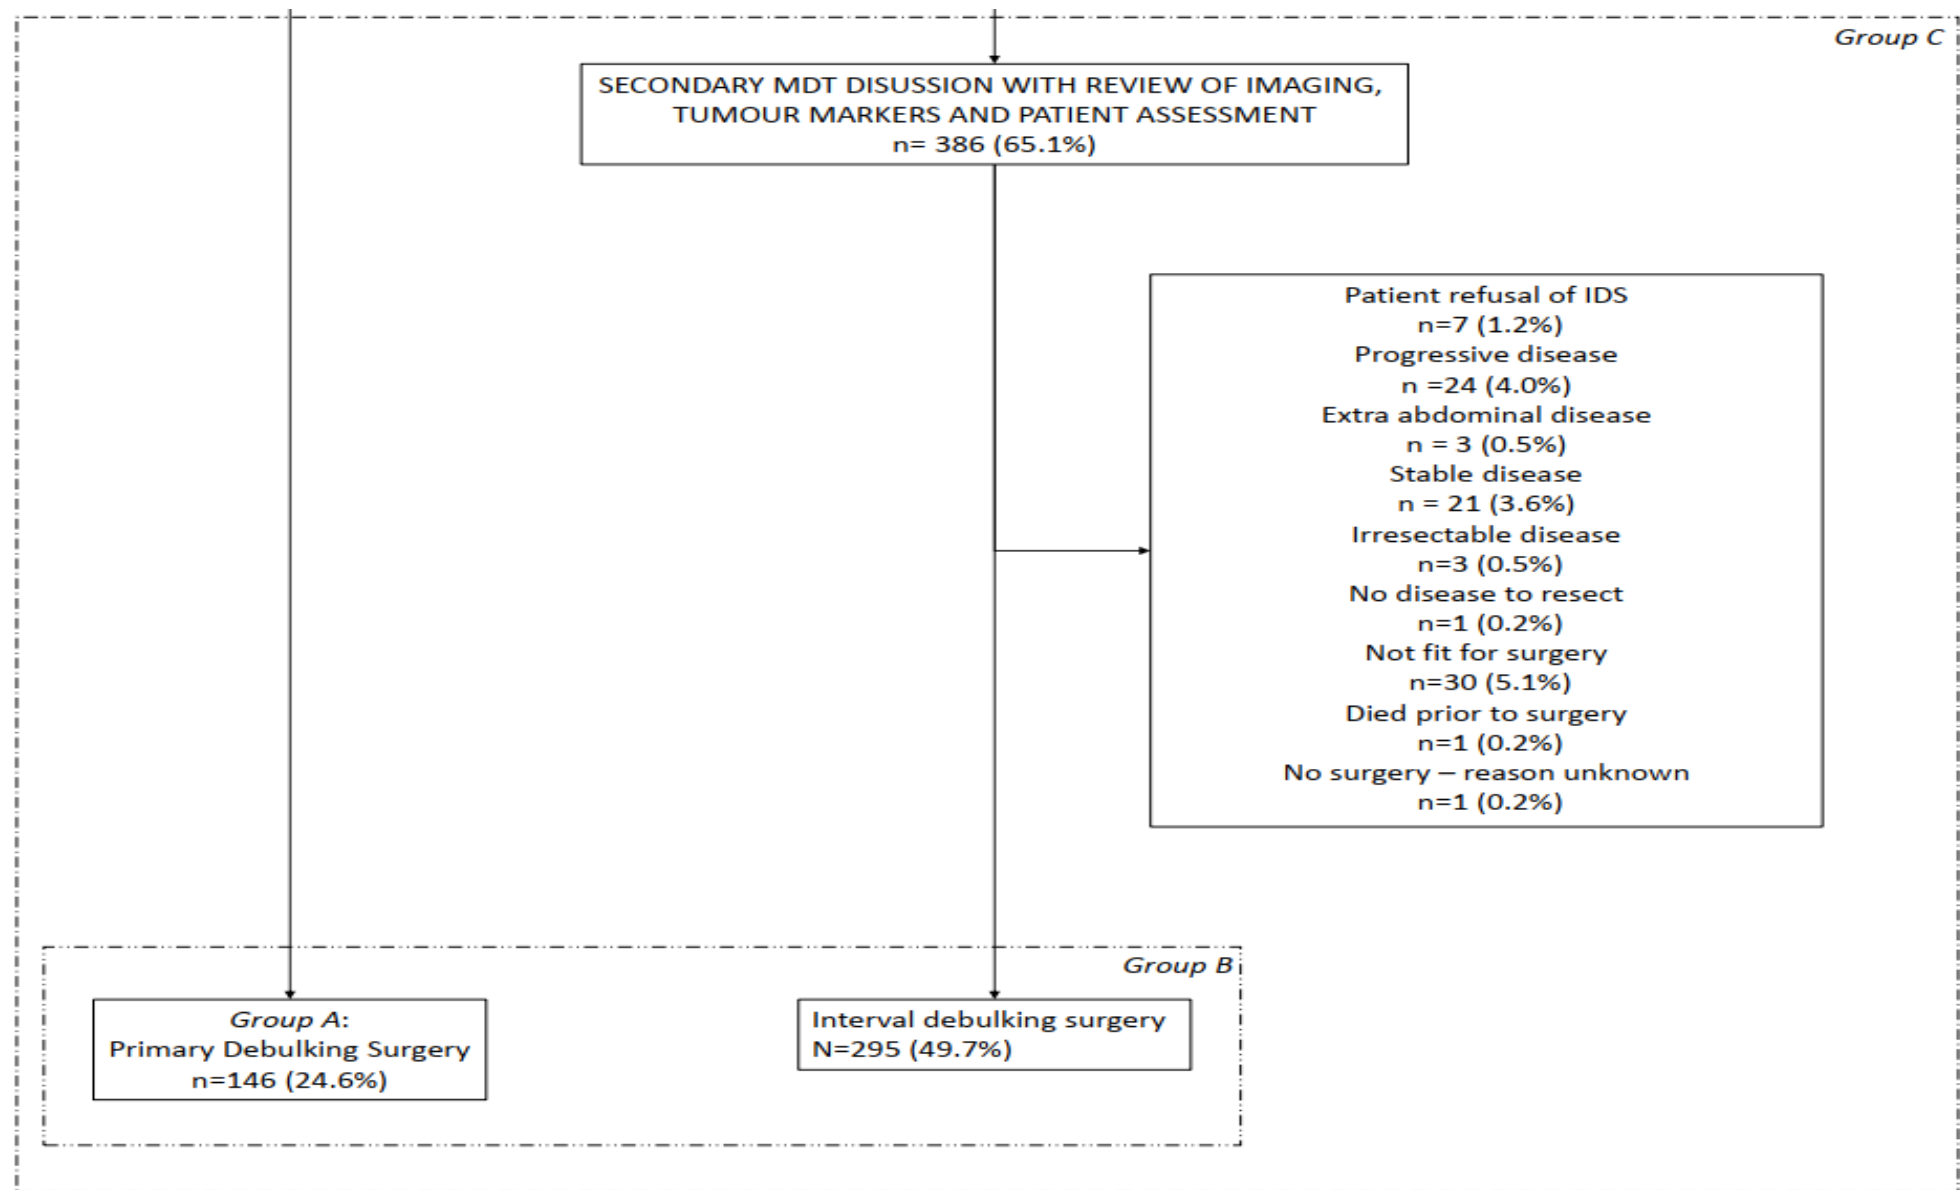 Group C
SECONDARY MDT DISUSSION WITH REVIEW OF IMAGING,
TUMOUR MARKERS AND PATIENT ASSESSMENT
n= 386 (65.1%)
Patient refusal of IDS
n=7 (1.2%)
Progressive disease
n =24 (4.0%)
Extra abdominal disease
n = 3 (0.5%)
Stable disease
n = 21 (3.6%)
Irresectable disease
n=3 (0.5%)
No disease to resect
n=1 (0.2%)
Not fit for surgery
n=30 (5.1%)
Died prior to surgery
n=1 (0.2%)
No surgery – reason unknown
n=1 (0.2%)
Group B
Group A:
Primary Debulking Surgery
n=146 (24.6%)
Interval debulking surgery
N=295 (49.7%)